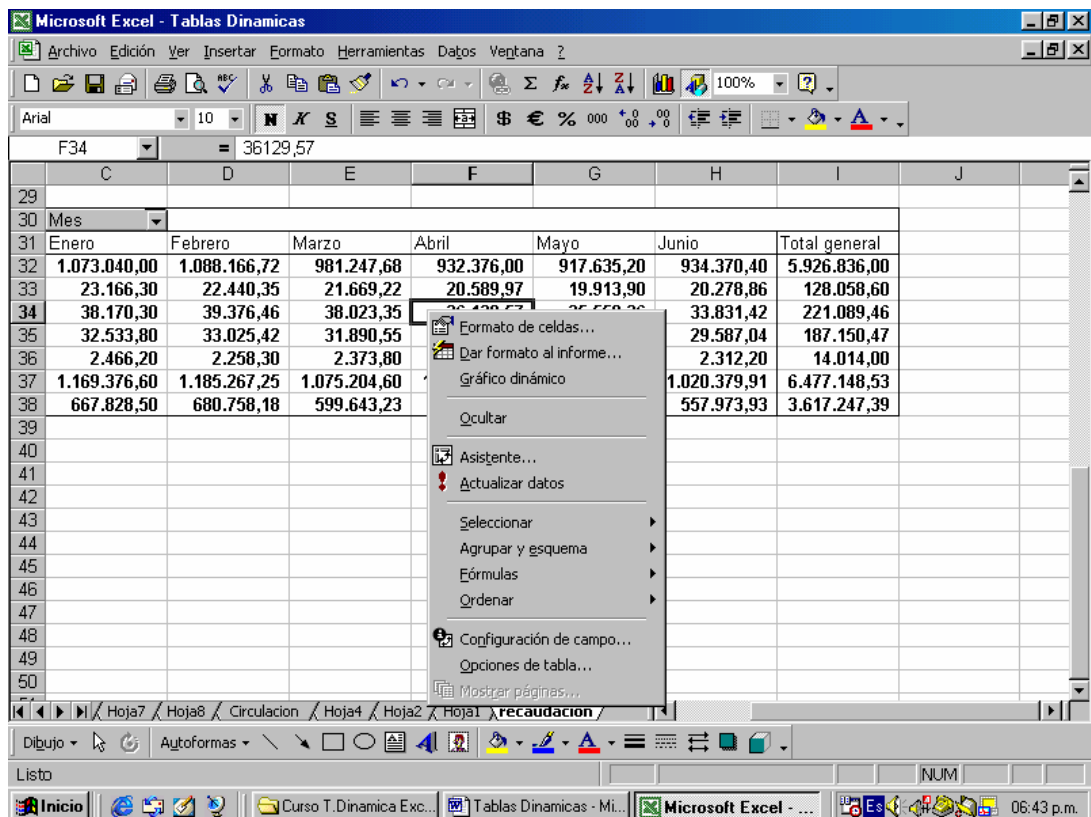 Microsoft Excel - Tablas Dinamicas
Archivo Edición Ver Insertar Formato Herramientas Datos Ventana ?
100%
Arial 10 N K S $ € % 000
F34 = 36129,57
C D E F G H I J
29
30 Mes
31 Enero Febrero Marzo Abril Mayo Junio Total general
32 1.073.040,00 1.088.166,72 981.247,68 932.376,00 917.635,20 934.370,40 5.926.836,00
33 23.166,30 22.440,35 21.669,22 20.589,97 19.913,90 20.278,86 128.058,60
34 38.170,30 39.376,46 38.023,35 33.831,42 221.089,46
35 32.533,80 33.025,42 31.890,55 29.587,04 187.150,47
36 2.466,20 2.258,30 2.373,80 2.312,20 14.014,00
37 1.169.376,60 1.185.267,25 1.075.204,60 1.020.379,91 6.477.148,53
38 667.828,50 680.758,18 599.643,23 557.973,93 3.617.247,39
39
40
41
42
43
44
45
46
47
48
49
50
Formato de celdas...
Dar formato al informe...
Gráfico dinámico
Ocultar
Asistente...
Actualizar datos
Seleccionar
Agrupar y esquema
Fórmulas
Ordenar
Configuración de campo...
Opciones de tabla...
Mostrar páginas...
Hoja7 Hoja8 Circulacion Hoja4 Hoja2 Hoja1 recaudacion
Dibujo Autoformas
Listo NUM
Inicio Curso T.Dinamica Exc... Tablas Dinamicas - Mi... Microsoft Excel - ... Es 06:43 p.m.